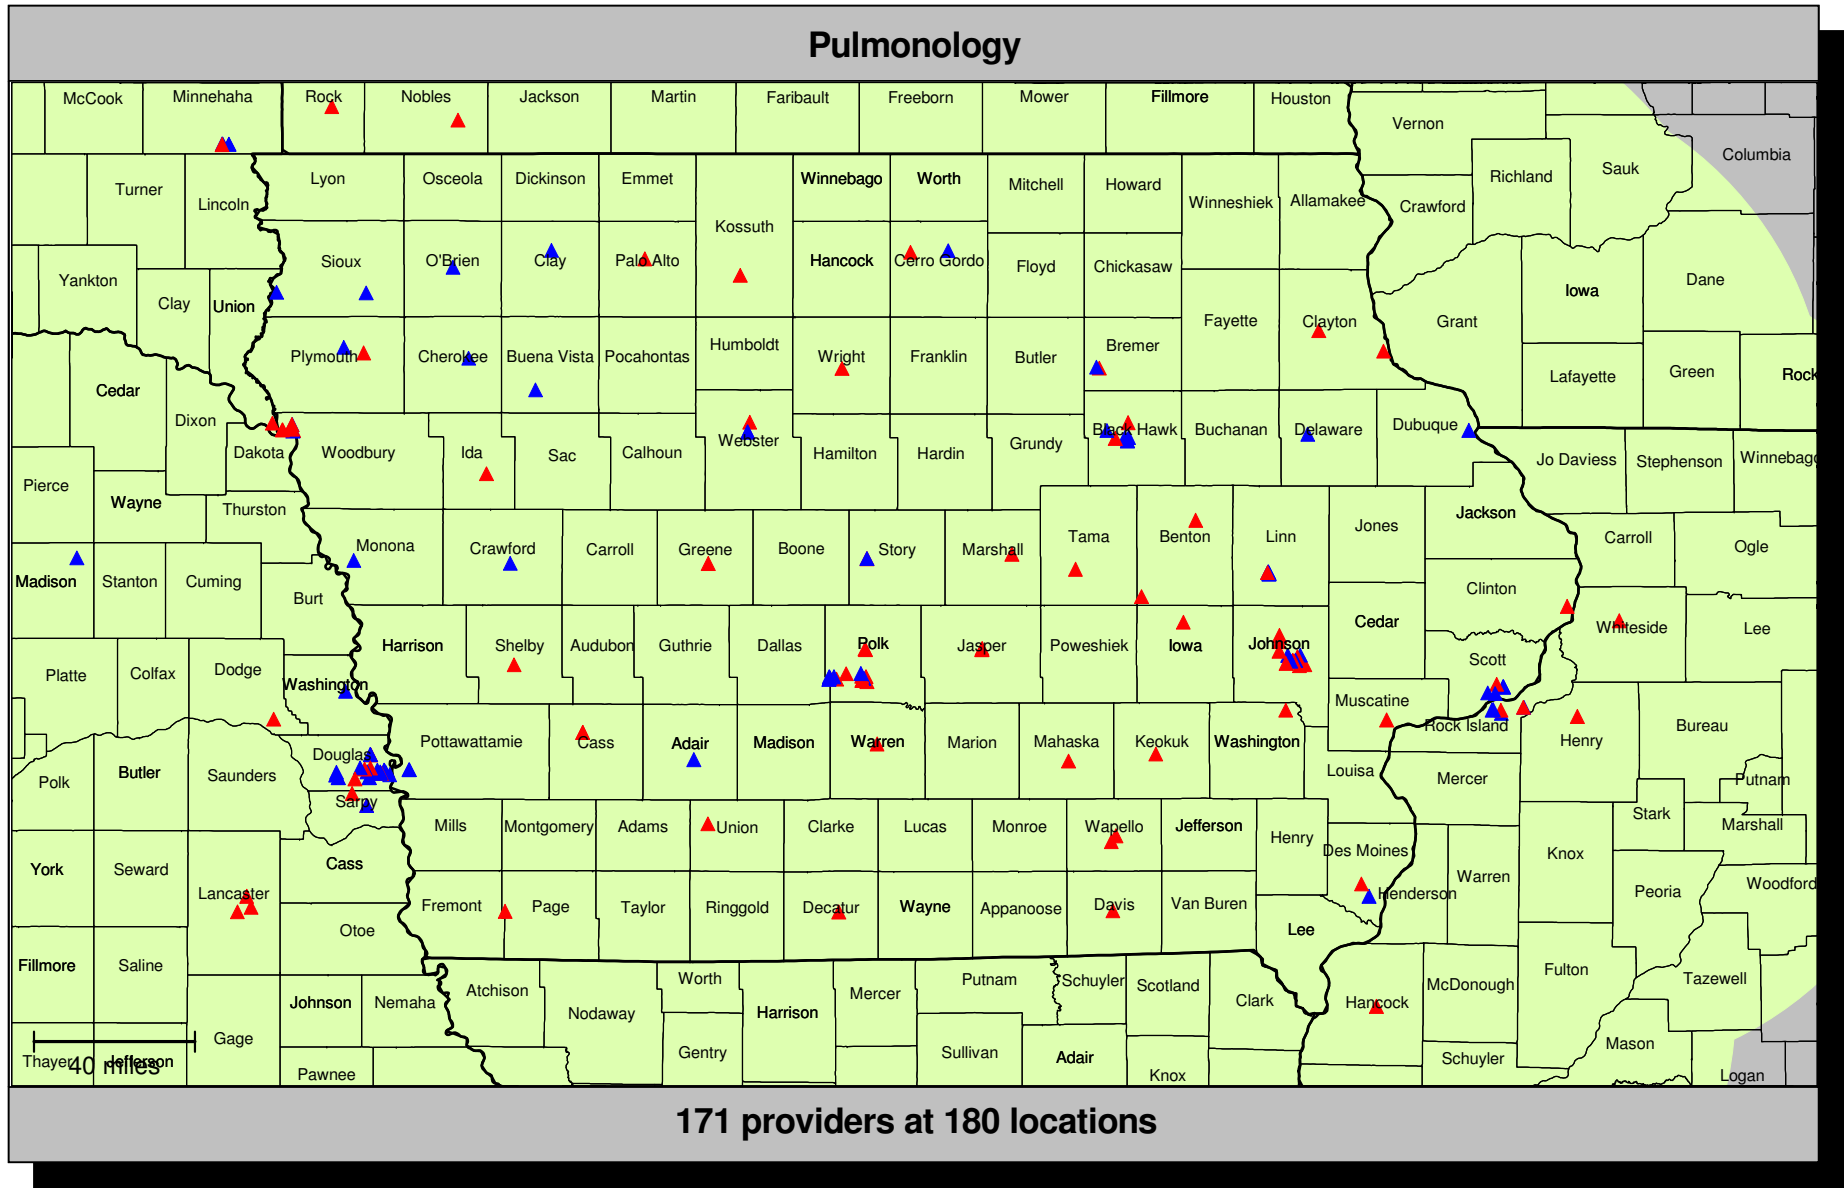 Pulmonology
McCook Minnehaha Rock Nobles Jackson Martin Faribault Freeborn Mower Fillmore Houston
Vernon
Columbia
Sauk
Richland
Turner Lyon Osceola Dickinson Emmet Winnebago Worth Mitchell Howard
Lincoln Winneshiek Allamakee Crawford
Kossuth
Yankton Sioux O'Brien Clay Palo Alto Hancock Cerro Gordo Floyd Chickasaw Dane
Clay Union Iowa
Fayette Clayton Grant
Plymouth Cherokee Buena Vista Pocahontas Humboldt Wright Franklin Butler Bremer
Cedar Lafayette Green Rock
Dixon
Dakota Woodbury Ida Sac Calhoun Webster Hamilton Hardin Grundy Black Hawk Buchanan Delaware Dubuque
Jo Daviess Stephenson Winnebago
Pierce
Wayne Thurston
Jackson
Monona Crawford Carroll Greene Boone Story Marshall Tama Benton Linn Jones Carroll Ogle
Madison Stanton Cuming
Burt Clinton
Harrison Shelby Audubon Guthrie Dallas Polk Jasper Poweshiek Iowa Johnson Cedar Whiteside Lee
Platte Colfax Dodge Scott
Washington
Muscatine
Rock Island
Pottawattamie Cass Adair Madison Warren Marion Mahaska Keokuk Washington Henry Bureau
Douglas
Polk Butler Saunders Louisa Mercer Putnam
Sarpy
Mills Montgomery Adams Union Clarke Lucas Monroe Wapello Jefferson Henry Stark Marshall
Des Moines Knox
York Seward Cass Warren
Lancaster Henderson Peoria Woodford
Fremont Page Taylor Ringgold Decatur Wayne Appanoose Davis Van Buren
Otoe Lee
Fillmore Saline Fulton Tazewell
Johnson Nemaha Atchison Worth Mercer Putnam Schuyler Scotland Clark Hancock McDonough
Nodaway Harrison
Gage Gentry Sullivan Adair Schuyler Mason
Thayer Jefferson
40 miles
Pawnee Knox Logan
171 providers at 180 locations